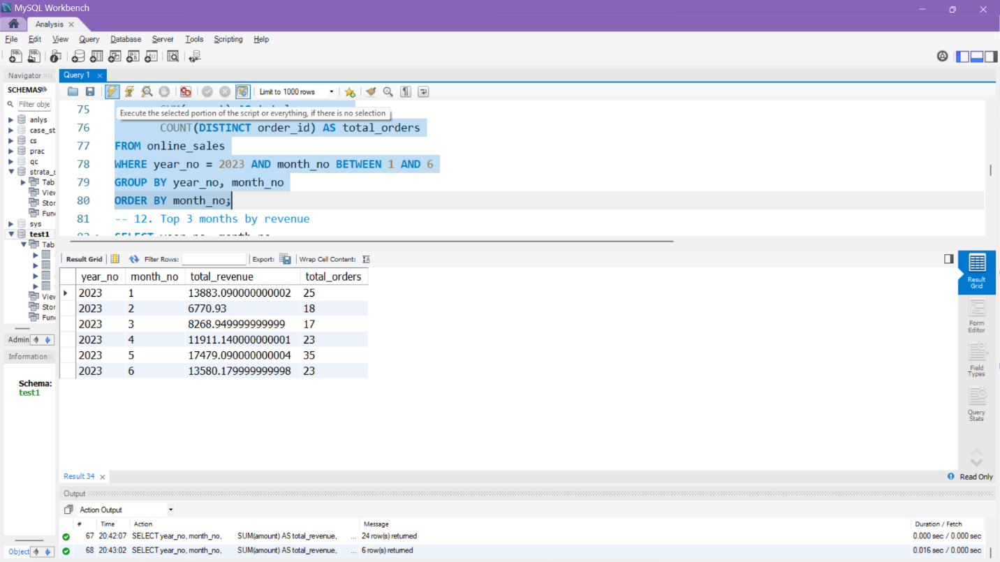 MySQL Workbench
Analysis
File Edit View Query Database Server Tools Scripting Help
Navigator
Query 1
SCHEMAS
Limit to 1000 rows
Filter obje
75
Execute the selected portion of the script or everything, if there is no selection
76 COUNT(DISTINCT order_id) AS total_orders
77 FROM online_sales
78 WHERE year_no = 2023 AND month_no BETWEEN 1 AND 6
79 GROUP BY year_no, month_no
80 ORDER BY month_no;
81 -- 12. Top 3 months by revenue
anlys
case_st
cs
prac
qc
strata_s
Tab
View
Stor
Func
sys
test1
Tab
View
Stor
Func
Admin
Information
Schema:
test1
Object
Result Grid Filter Rows: Export: Wrap Cell Content:
year_no month_no total_revenue total_orders
2023 1 13883.090000000002 25
2023 2 6770.93 18
2023 3 8268.949999999999 17
2023 4 11911.140000000001 23
2023 5 17479.090000000004 35
2023 6 13580.179999999998 23
Result
Grid
Form
Editor
Field
Types
Query
Stats
Result 34
Read Only
Output
Action Output
# Time Action Message Duration / Fetch
67 20:42:07 SELECT year_no, month_no, SUM(amount) AS total_revenue, ... 24 row(s) returned 0.000 sec / 0.000 sec
68 20:43:02 SELECT year_no, month_no, SUM(amount) AS total_revenue, ... 6 row(s) returned 0.016 sec / 0.000 sec